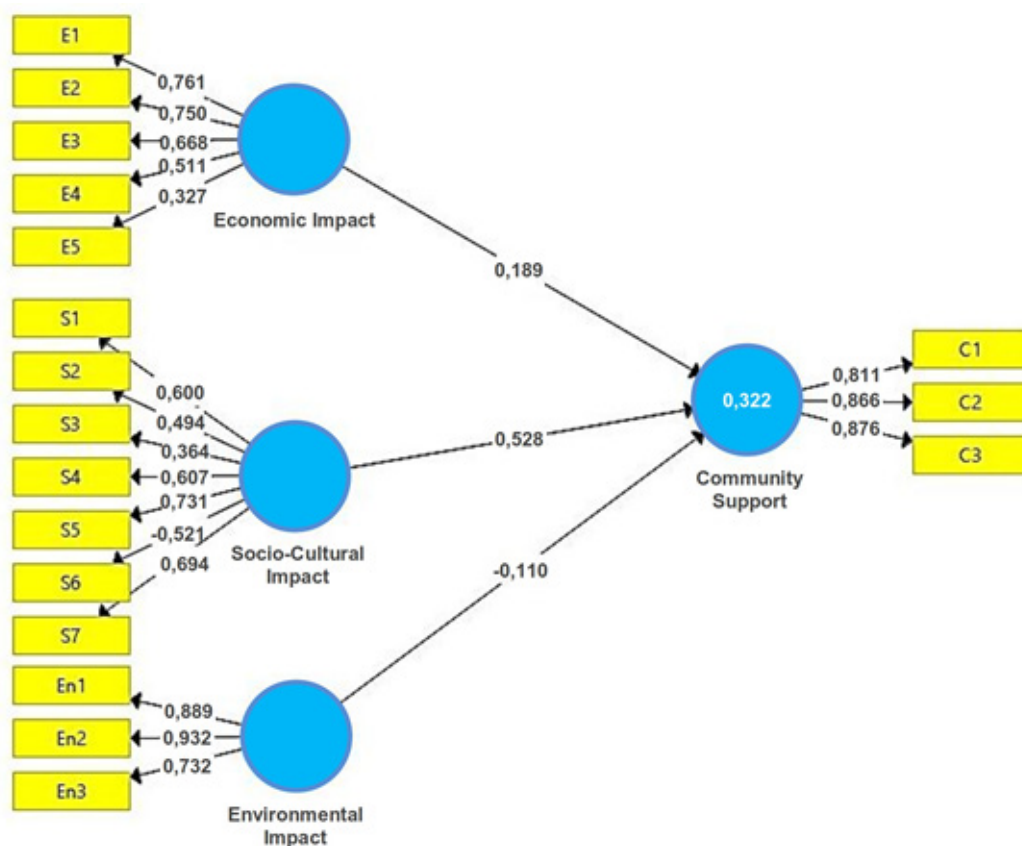 E1
E2
E3
E4
E5
0,761
0,750
0,668
0,511
0,327
Economic Impact
0,189
S1
S2
S3
S4
S5
S6
S7
0,600
0,494
0,364
0,607
0,731
-0,521
0,694
Socio-Cultural
Impact
0,528
En1
En2
En3
0,889
0,932
0,732
Environmental
Impact
-0,110
0,322
Community
Support
0,811
0,866
0,876
C1
C2
C3